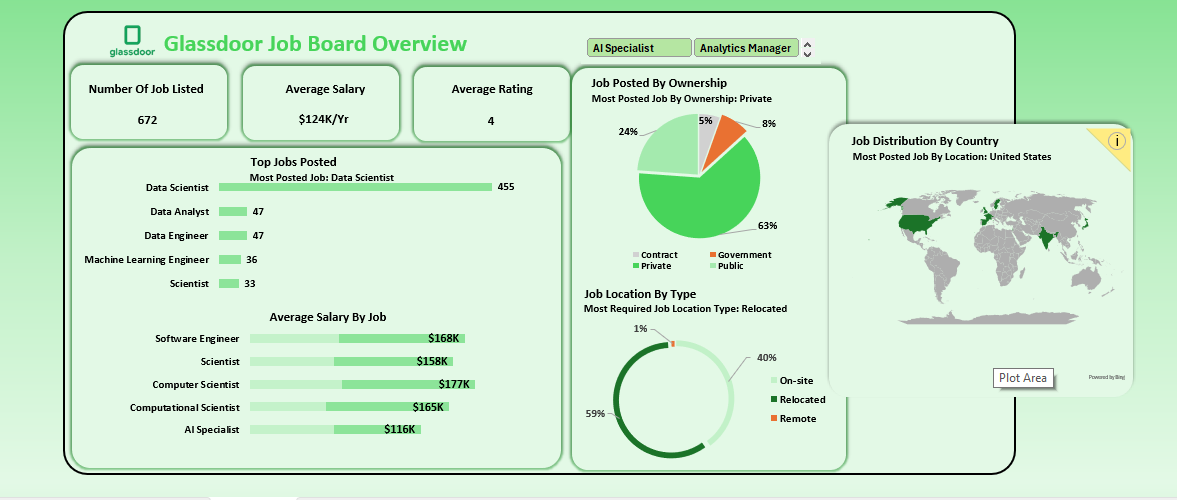 glassdoor
Glassdoor Job Board Overview
AI Specialist
Analytics Manager
Number Of Job Listed
672
Average Salary
$124K/Yr
Average Rating
4
Top Jobs Posted
Most Posted Job: Data Scientist
Data Scientist 455
Data Analyst 47
Data Engineer 47
Machine Learning Engineer 36
Scientist 33
Average Salary By Job
Software Engineer $168K
Scientist $158K
Computer Scientist $177K
Computational Scientist $165K
AI Specialist $116K
Job Posted By Ownership
Most Posted Job By Ownership: Private
5%
8%
24%
63%
Contract Government
Private Public
Job Location By Type
Most Required Job Location Type: Relocated
1%
40%
59%
On-site
Relocated
Remote
Job Distribution By Country
Most Posted Job By Location: United States
i
Plot Area
Powered by Bing